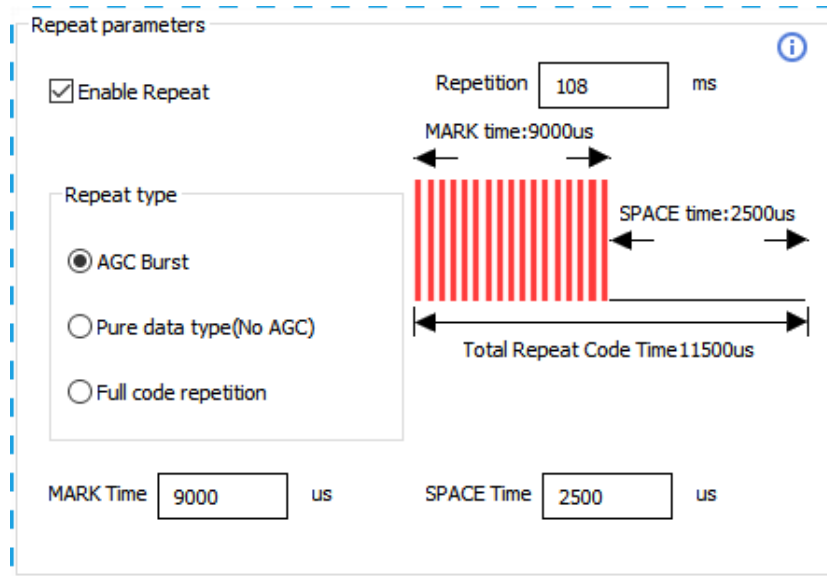 Repeat parameters
Enable Repeat
Repetition 108 ms
MARK time:9000us
Repeat type
SPACE time:2500us
AGC Burst
Pure data type(No AGC)
Total Repeat Code Time11500us
Full code repetition
MARK Time 9000 us
SPACE Time 2500 us